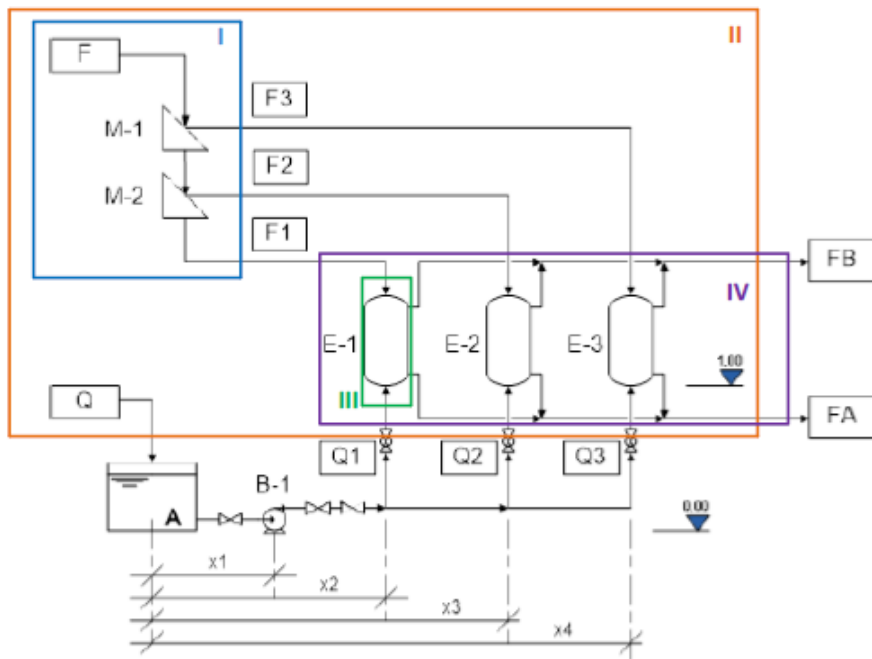 I
II
F
F3
M-1
F2
M-2
F1
FB
IV
E-1
E-2
E-3
1.00
III
Q
FA
Q1
Q2
Q3
B-1
A
0.00
x1
x2
x3
x4